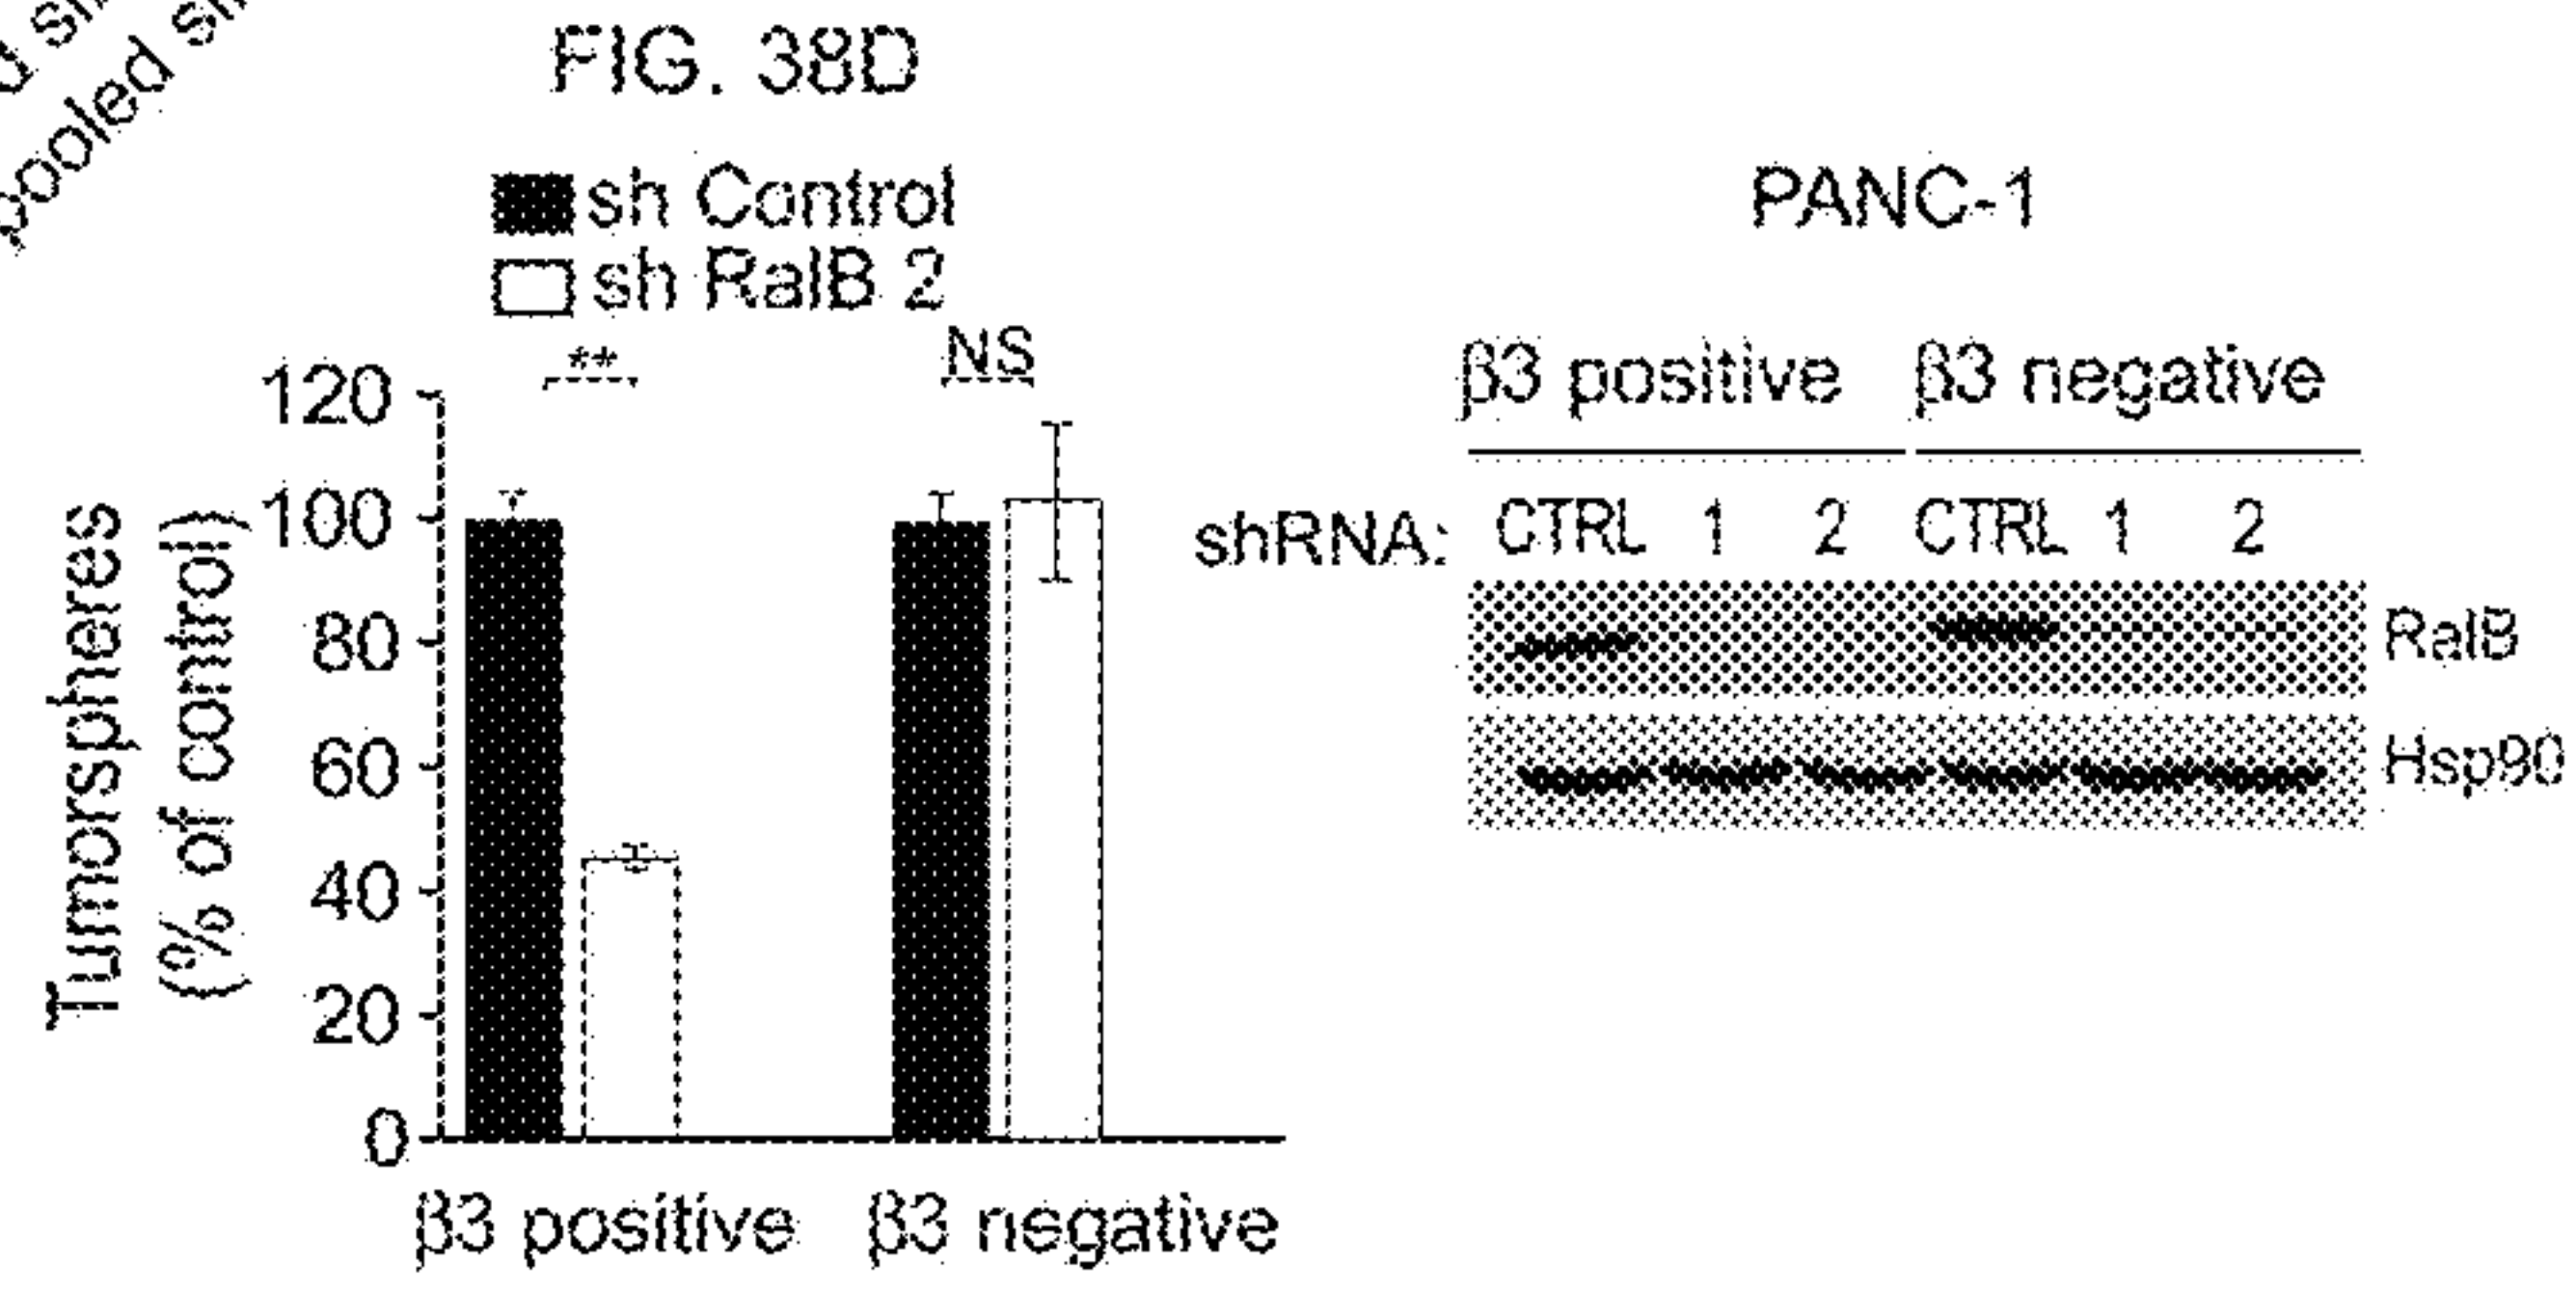 pooled
FIG. 38D
sh Control
sh RalB 2
**
NS
120
100
80
60
40
20
0
Tumorspheres
(% of control)
β3 positive β3 negative
PANC-1
β3 positive β3 negative
shRNA: CTRL 1 2 CTRL 1 2
RalB
Hsp90